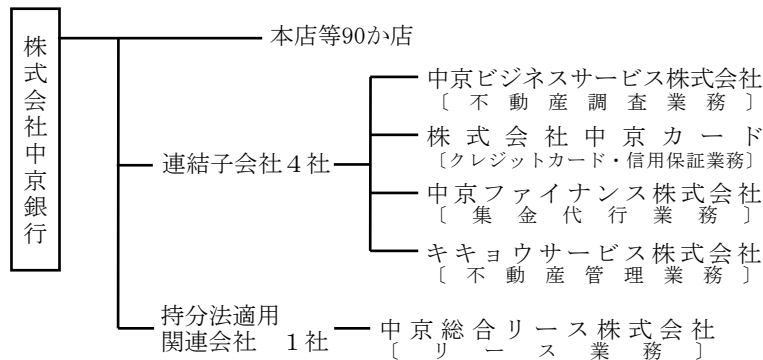 株式会社中京銀行
本店等90か店
連結子会社４社
中京ビジネスサービス株式会社
〔不動産調査業務〕
株式会社中京カード
〔クレジットカード・信用保証業務〕
中京ファイナンス株式会社
〔集金代行業務〕
キキョウサービス株式会社
〔不動産管理業務〕
持分法適用
関連会社　１社
中京総合リース株式会社
〔リース業務〕